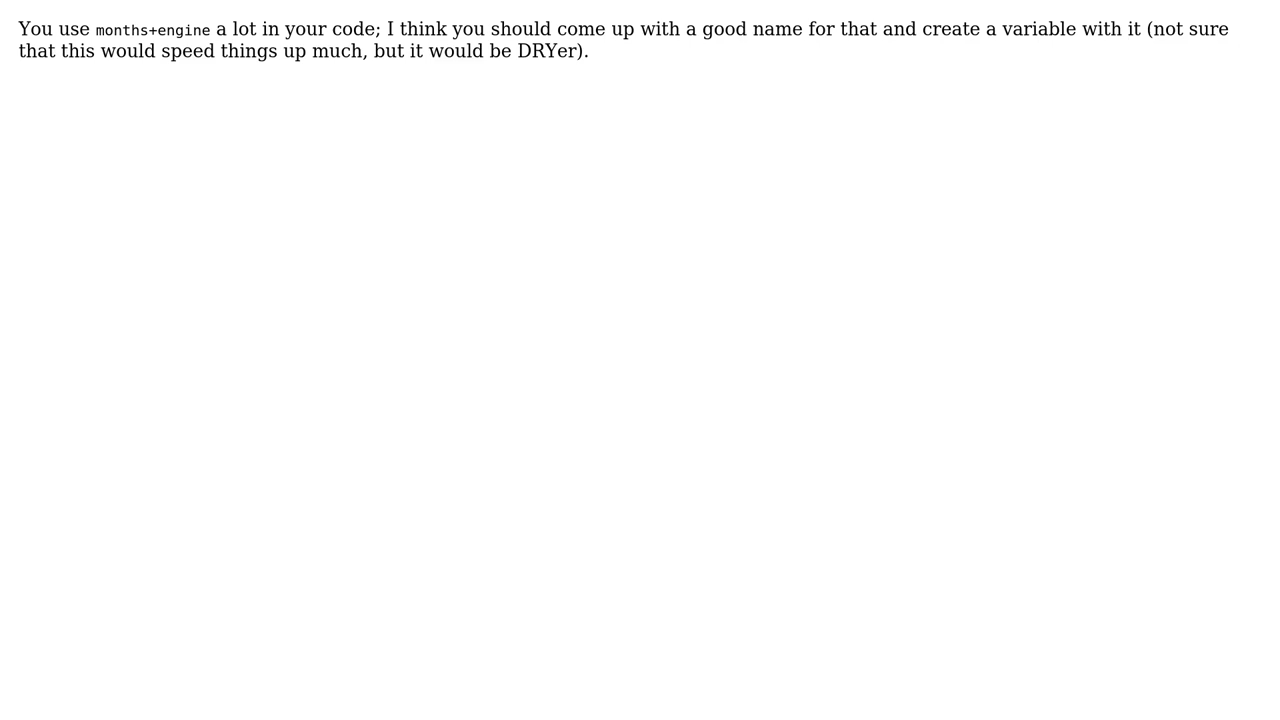 You use months+engine a lot in your code; I think you should come up with a good name for that and create a variable with it (not sure
that this would speed things up much, but it would be DRYer).